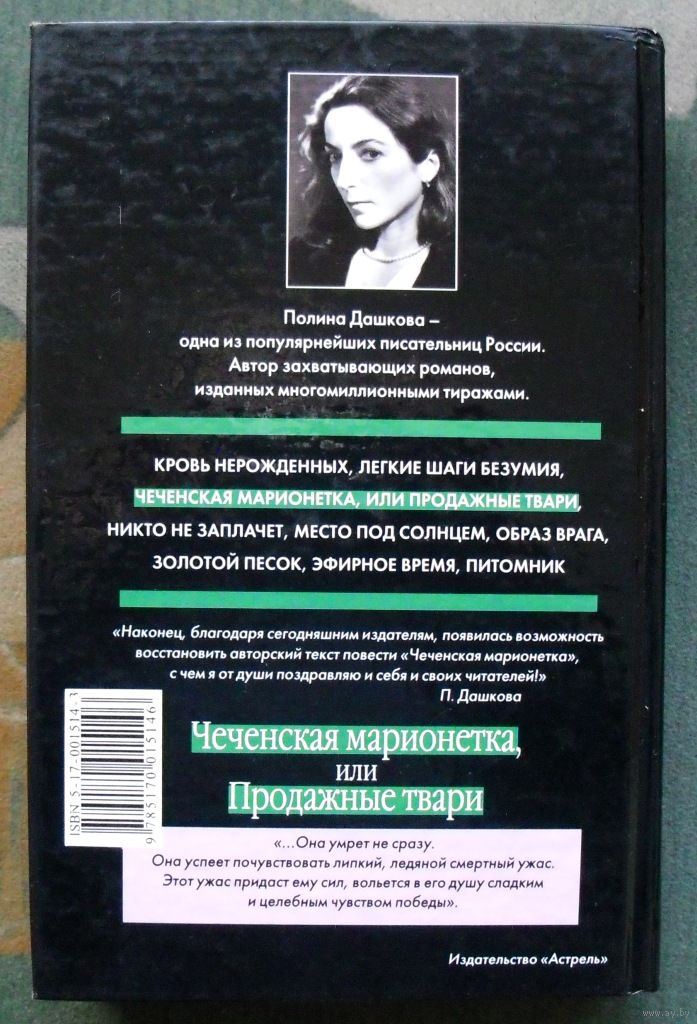 Полина Дашкова –
одна из популярнейших писательниц России.
Автор захватывающих романов,
изданных многомиллионными тиражами.
КРОВЬ НЕРОЖДЕННЫХ, ЛЕГКИЕ ШАГИ БЕЗУМИЯ,
ЧЕЧЕНСКАЯ МАРИОНЕТКА, ИЛИ ПРОДАЖНЫЕ ТВАРИ,
НИКТО НЕ ЗАПЛАЧЕТ, МЕСТО ПОД СОЛНЦЕМ, ОБРАЗ ВРАГА,
ЗОЛОТОЙ ПЕСОК, ЭФИРНОЕ ВРЕМЯ, ПИТОМНИК
«Наконец, благодаря сегодняшним издателям, появилась возможность
восстановить авторский текст повести «Чеченская марионетка»,
с чем я от души поздравляю и себя и своих читателей!»
П. Дашкова
ISBN 5-17-001514-3
9 785170 015146
Чеченская марионетка,
или
Продажные твари
«...Она умрет не сразу.
Она успеет почувствовать липкий, ледяной смертный ужас.
Этот ужас придаст ему сил, вольется в его душу сладким
и целебным чувством победы».
Издательство «Астрель»
www.ay.by